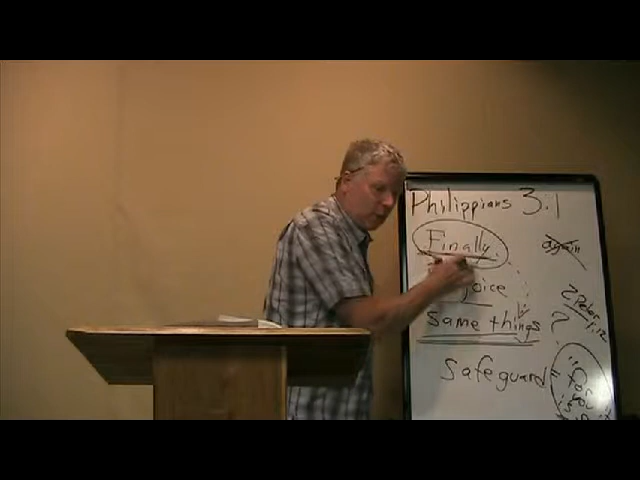 Philippians 3:1
Finally
again
joice
2 Peter
1:12
same things
?
safeguard